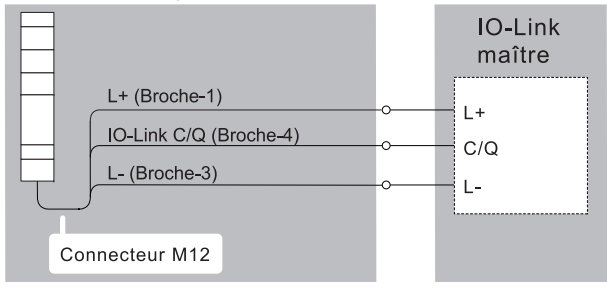 IO-Link
maître
L+ (Broche-1)
IO-Link C/Q (Broche-4)
L- (Broche-3)
L+
C/Q
L-
Connecteur M12